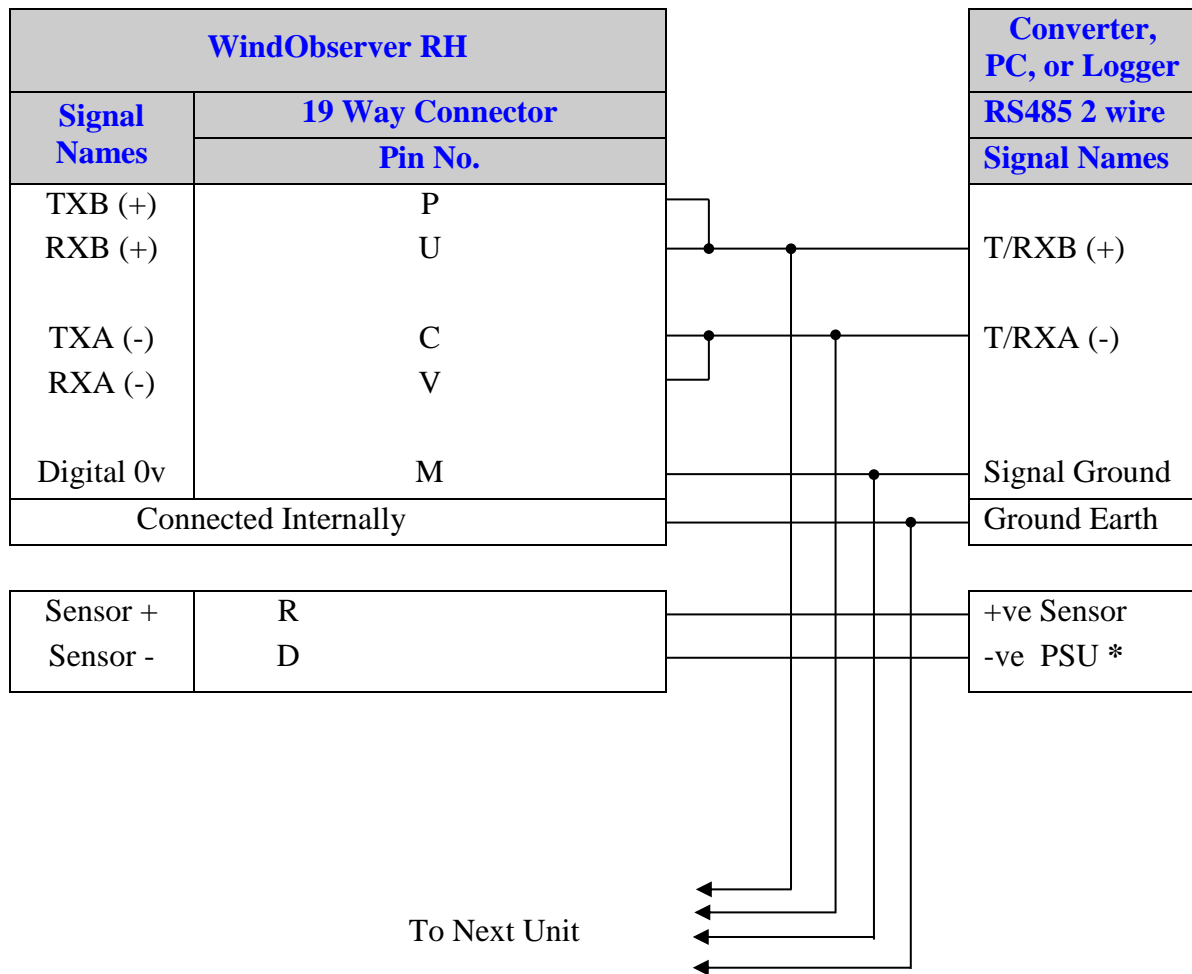 WindObserver RH
Converter,
PC, or Logger
Signal
Names
19 Way Connector
RS485 2 wire
Pin No.
Signal Names
TXB (+) P
RXB (+) U T/RXB (+)
TXA (-) C T/RXA (-)
RXA (-) V
Digital 0v M Signal Ground
Connected Internally Ground Earth
Sensor + R +ve Sensor
Sensor - D -ve PSU *
To Next Unit